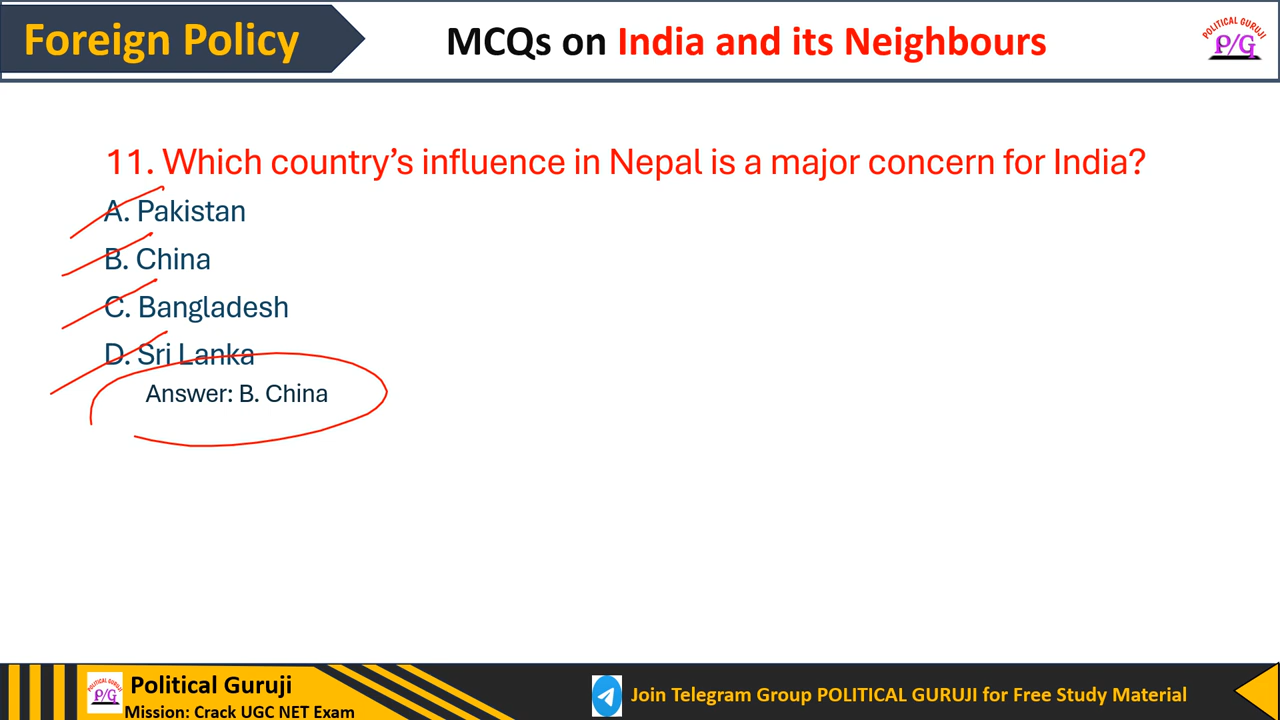 Foreign Policy
MCQs on India and its Neighbours
POLITICAL GURUJI
P/G
11. Which country’s influence in Nepal is a major concern for India?
A. Pakistan
B. China
C. Bangladesh
D. Sri Lanka
Answer: B. China
POLITICAL GURUJI
P/G
Political Guruji
Mission: Crack UGC NET Exam
Join Telegram Group POLITICAL GURUJI for Free Study Material